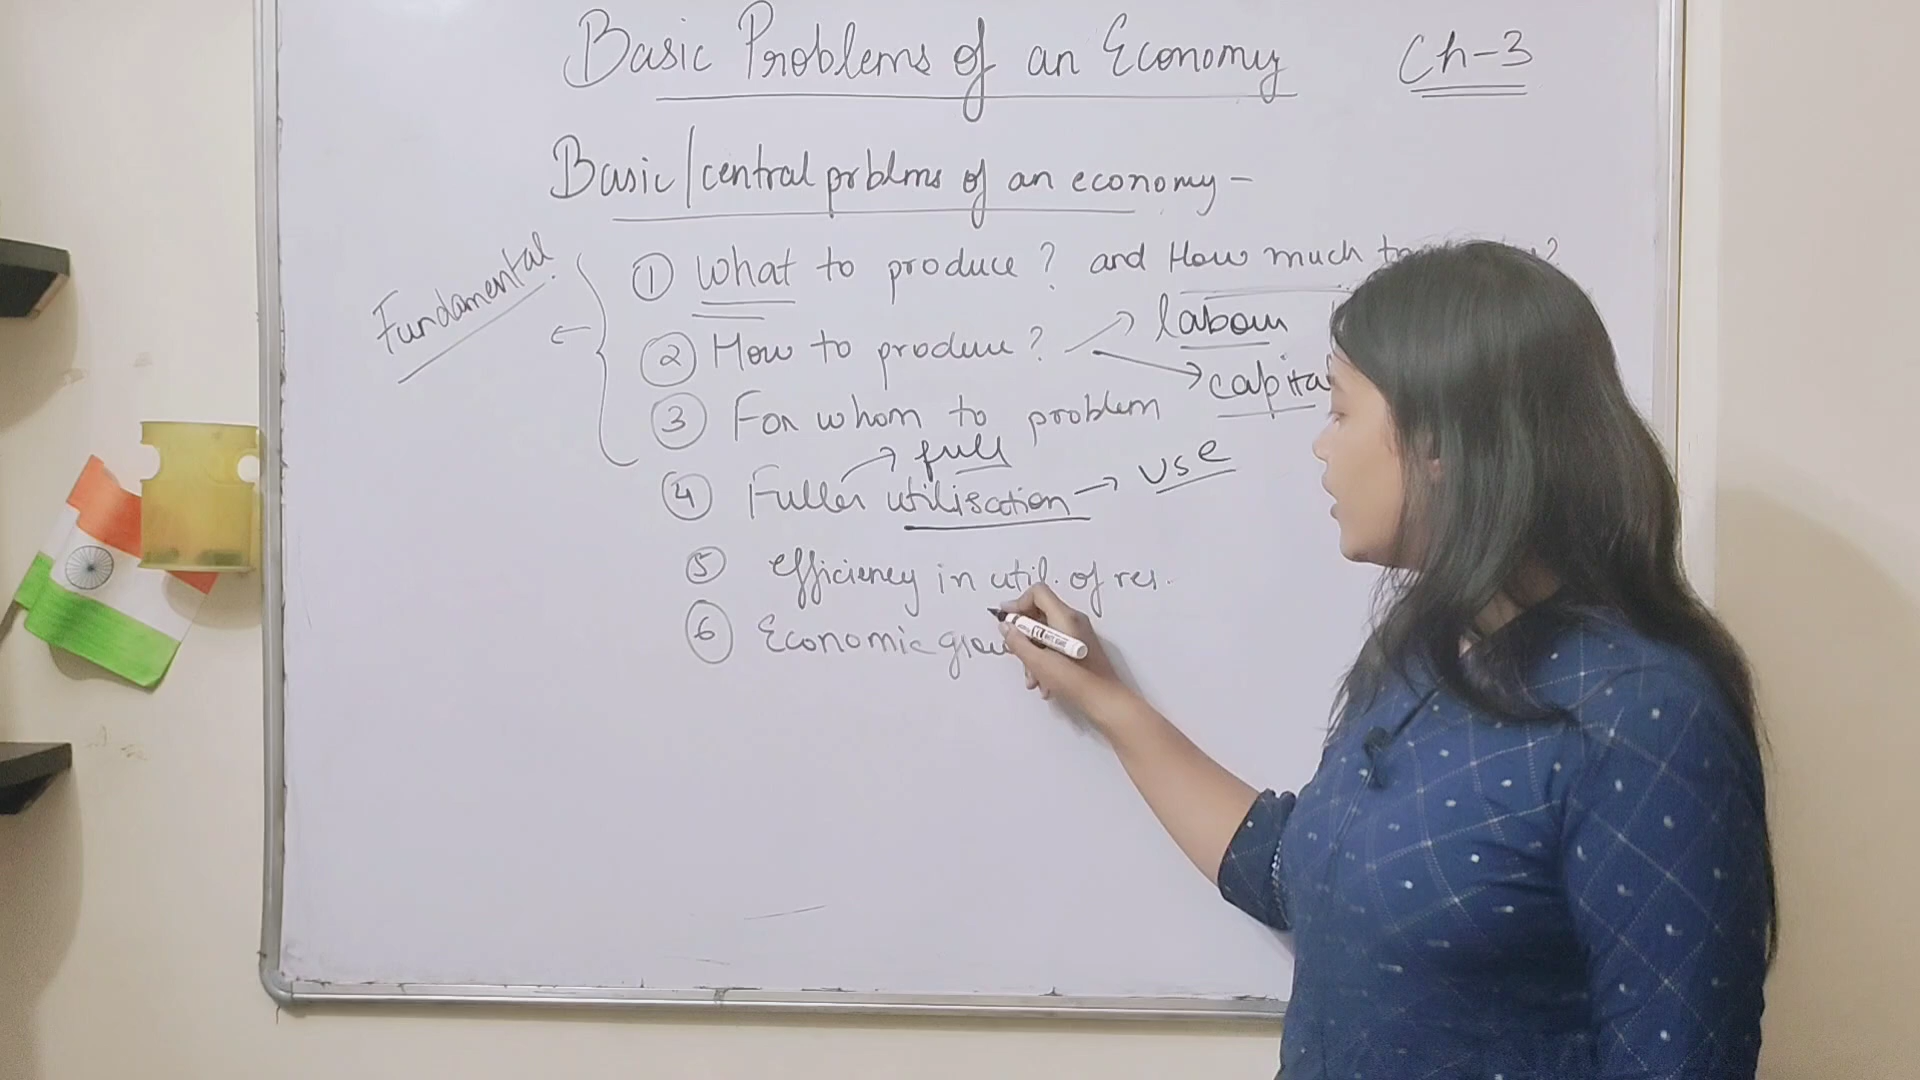 Basic Problems of an Economy Ch-3
Basic/central prblms of an economy-
Fundamental
① What to produce? and How much to
② How to produce? → labour
→ capital
③ For whom to problem
④ Fuller utilisation → use
→ full
⑤ efficiency in util. of res.
⑥ Economic grow